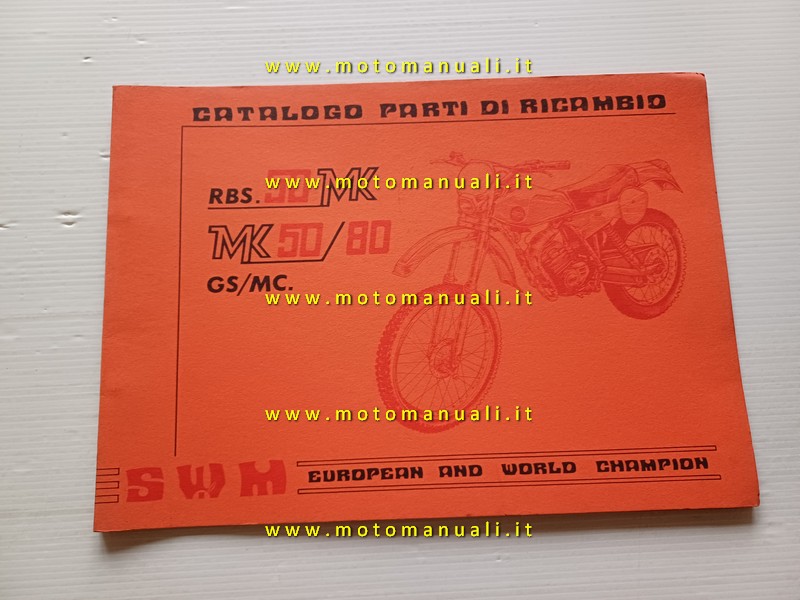 www.motomanuali.it
CATALOGO PARTI DI RICAMBIO
RBS. 50 MK
www.motomanuali.it
MK 50/80
GS/MC.
www.motomanuali.it
www.motomanuali.it
SWM EUROPEAN AND WORLD CHAMPION
www.motomanuali.it